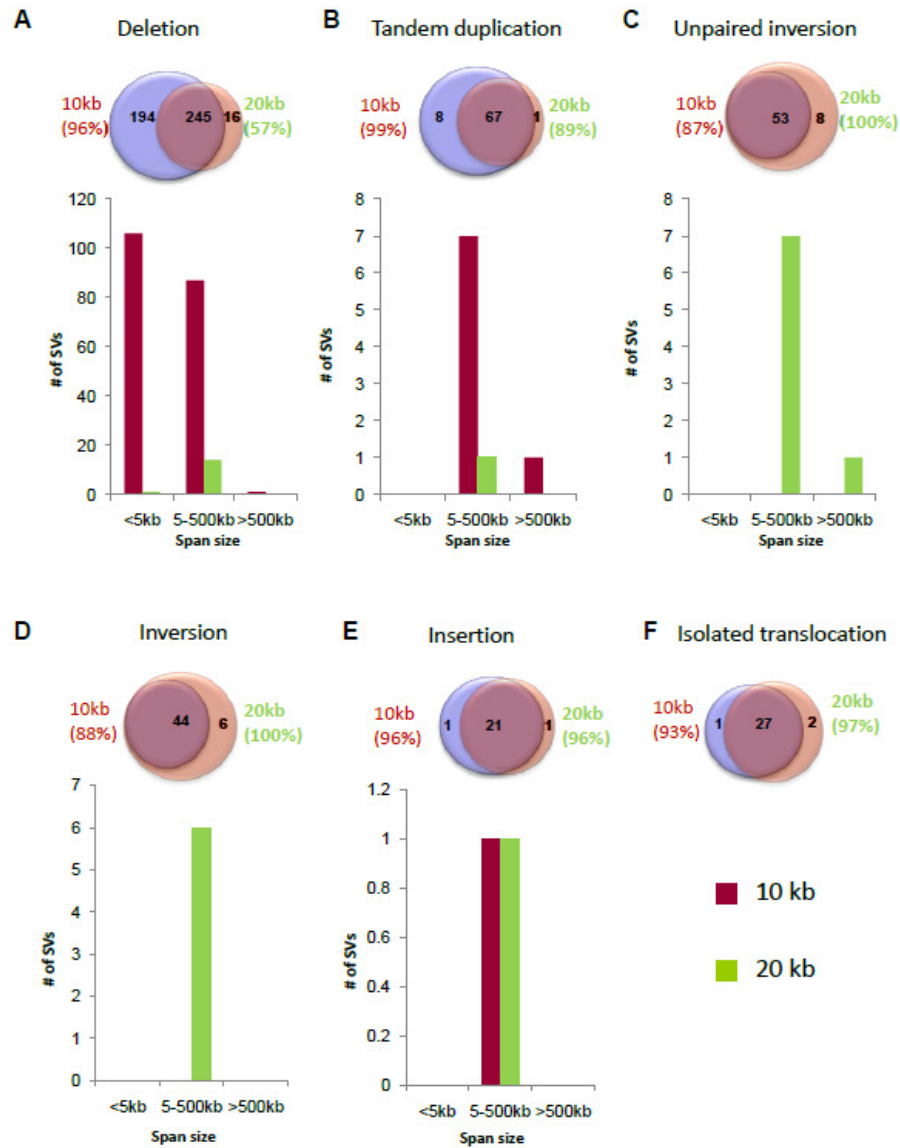 A
Deletion
10kb
(96%)
194
245
16
20kb
(57%)
120
100
80
60
40
20
0
# of SVs
<5kb 5-500kb >500kb
Span size
B
Tandem duplication
10kb
(99%)
8
67
1
20kb
(89%)
8
7
6
5
4
3
2
1
0
# of SVs
<5kb 5-500kb >500kb
Span size
C
Unpaired inversion
10kb
(87%)
53
8
20kb
(100%)
8
7
6
5
4
3
2
1
0
# of SVs
<5kb 5-500kb >500kb
Span size
D
Inversion
10kb
(88%)
44
6
20kb
(100%)
7
6
5
4
3
2
1
0
# of SVs
<5kb 5-500kb >500kb
Span size
E
Insertion
10kb
(96%)
1
21
1
20kb
(96%)
1.2
1
0.8
0.6
0.4
0.2
0
# of SVs
<5kb 5-500kb >500kb
Span size
F
Isolated translocation
10kb
(93%)
1
27
2
20kb
(97%)
10 kb
20 kb